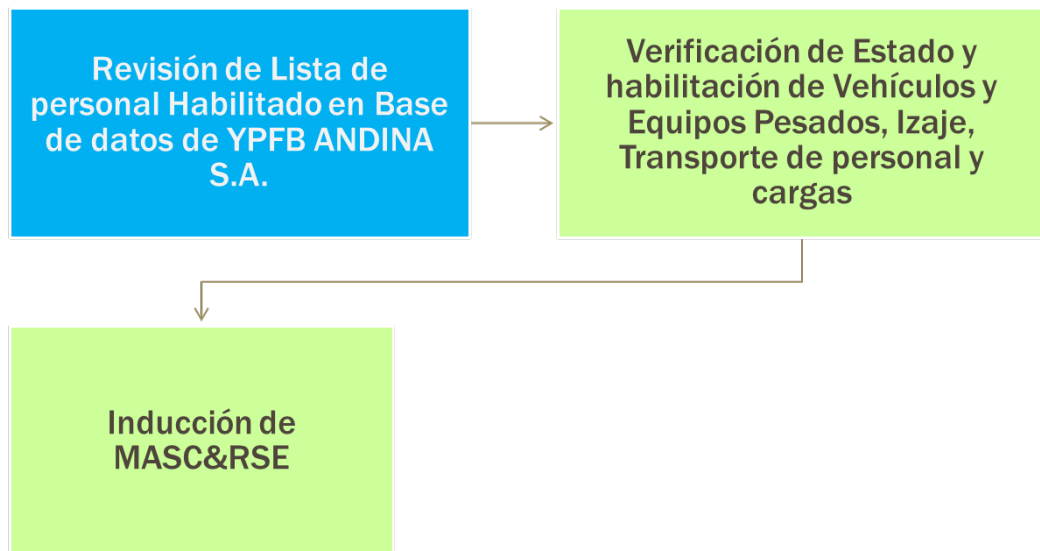 Revisión de Lista de
personal Habilitado en Base
de datos de YPFB ANDINA
S.A.
Verificación de Estado y
habilitación de Vehículos y
Equipos Pesados, Izaje,
Transporte de personal y
cargas
Inducción de
MASC&RSE